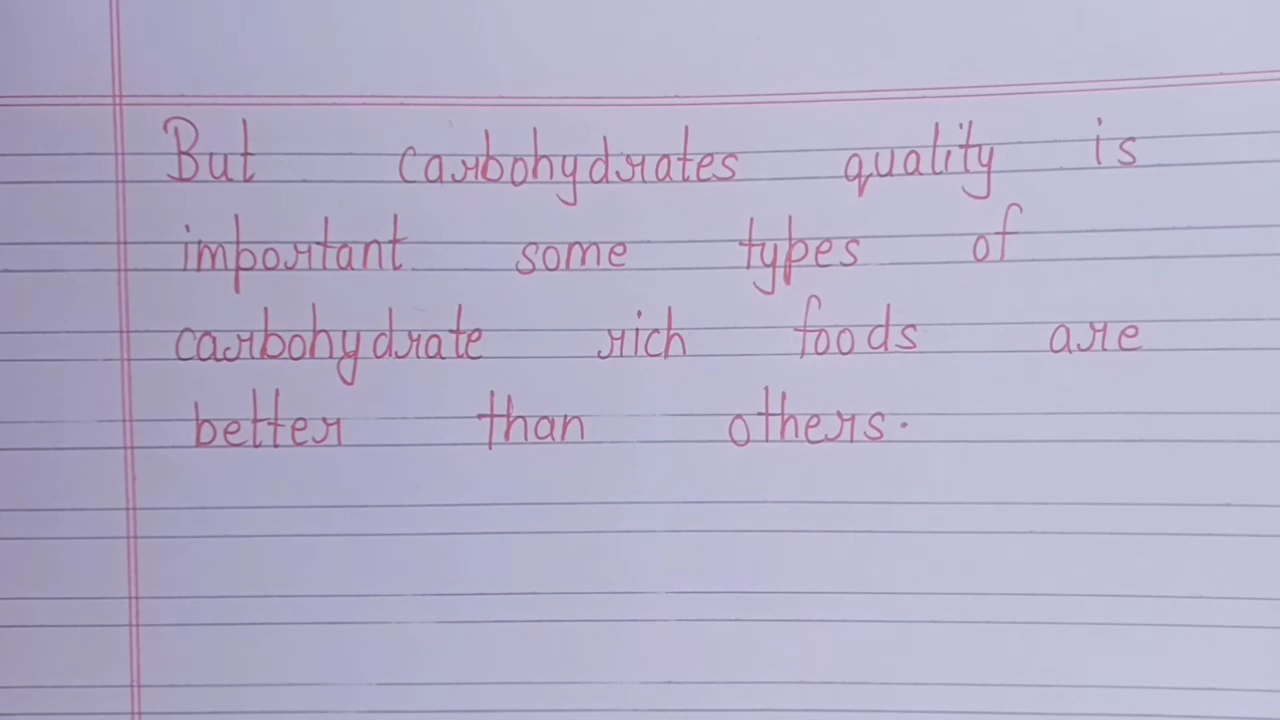 But carbohydrates quality is
important some types of
carbohydrate rich foods are
better than others.